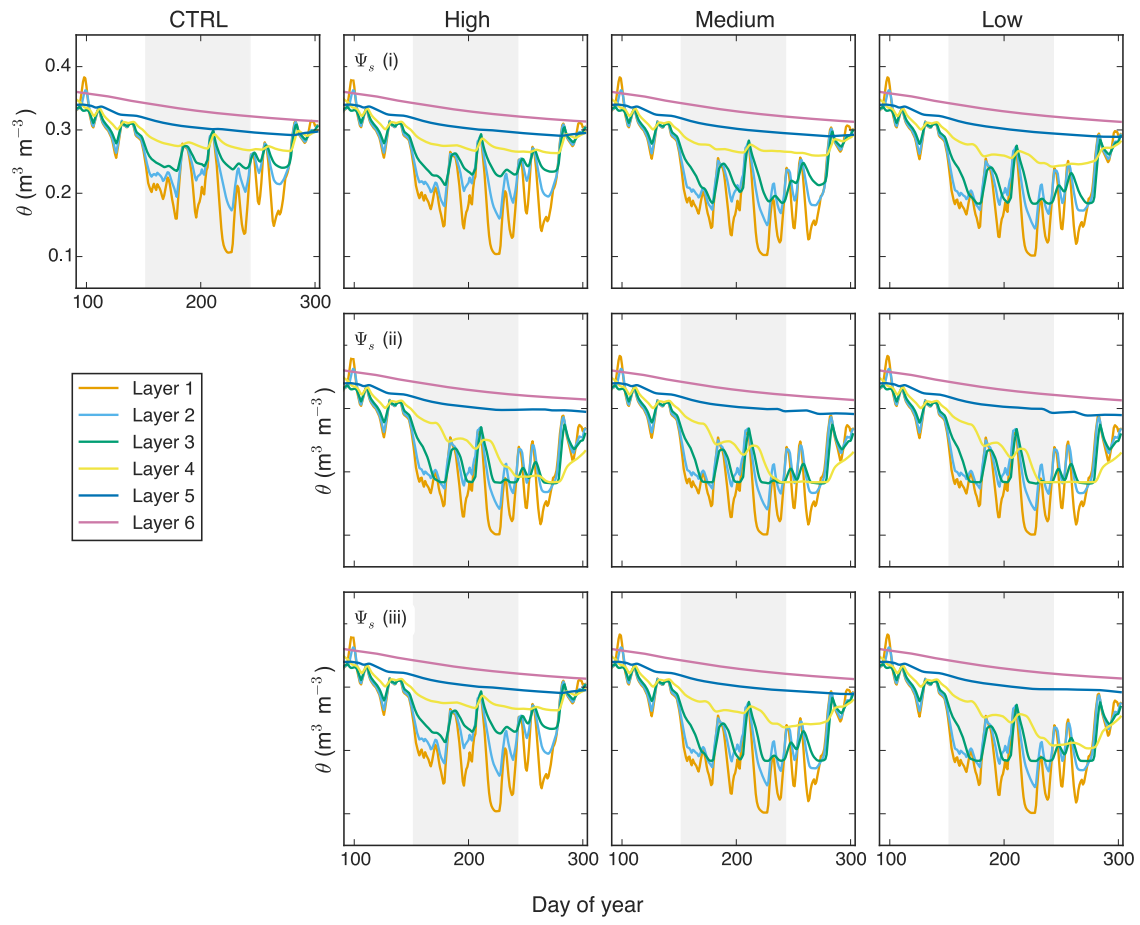 CTRL High Medium Low
Ψs (i)
0.4
0.3
0.2
0.1
θ (m³ m⁻³)
100 200 300
Ψs (ii)
θ (m³ m⁻³)
Layer 1
Layer 2
Layer 3
Layer 4
Layer 5
Layer 6
Ψs (iii)
θ (m³ m⁻³)
100 200 300 100 200 300 100 200 300
Day of year